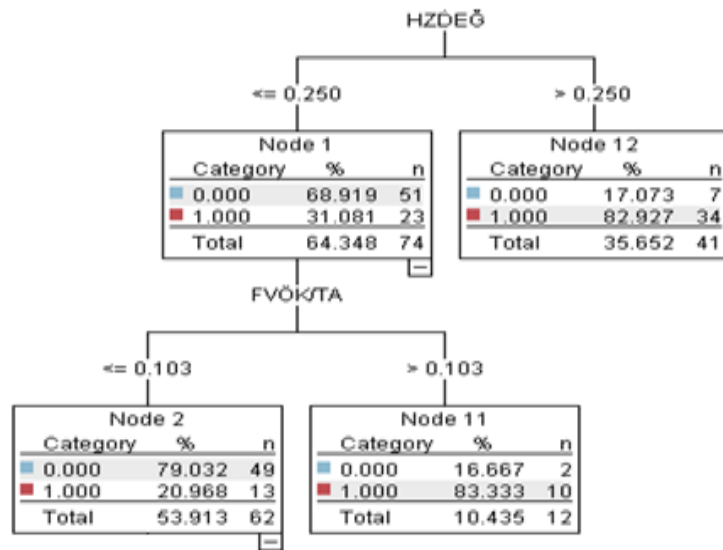 HZDEĞ
<= 0.250
> 0.250
Node 1
Category % n
0.000 68.919 51
1.000 31.081 23
Total 64.348 74
Node 12
Category % n
0.000 17.073 7
1.000 82.927 34
Total 35.652 41
FVÖK/TA
<= 0.103
> 0.103
Node 2
Category % n
0.000 79.032 49
1.000 20.968 13
Total 53.913 62
Node 11
Category % n
0.000 16.667 2
1.000 83.333 10
Total 10.435 12